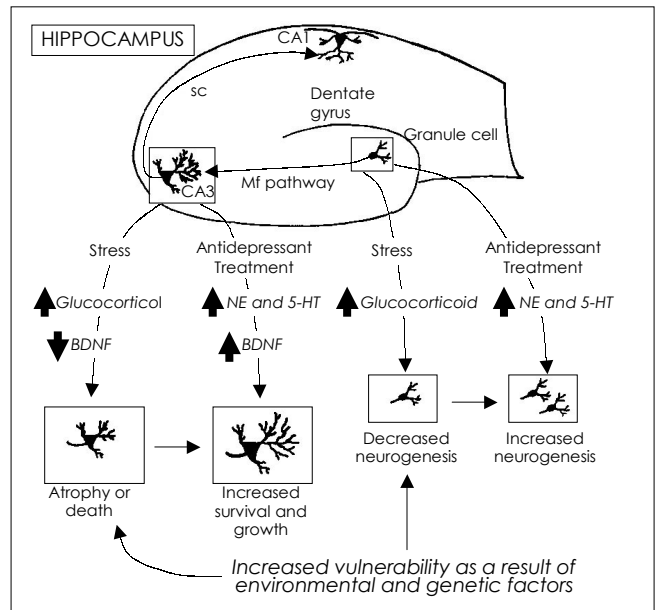 HIPPOCAMPUS
CA1
sc
Dentate
gyrus
Granule cell
CA3
Mf pathway
Stress
Antidepressant
Treatment
Stress
Antidepressant
Treatment
Glucocorticol
NE and 5-HT
Glucocorticoid
NE and 5-HT
BDNF
BDNF
Decreased
neurogenesis
Increased
neurogenesis
Atrophy or
death
Increased
survival and
growth
Increased vulnerability as a result of
environmental and genetic factors